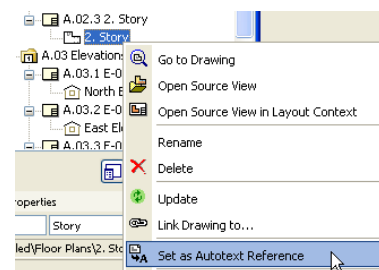 A.02.3 2. Story
2. Story
A.03 Elevations
A.03.1 E-0
North E
A.03.2 E-0
East El
A.03.3 E-0
roperties
Story
led\Floor Plans\2. Sto
Go to Drawing
Open Source View
Open Source View in Layout Context
Rename
Delete
Update
Link Drawing to...
Set as Autotext Reference